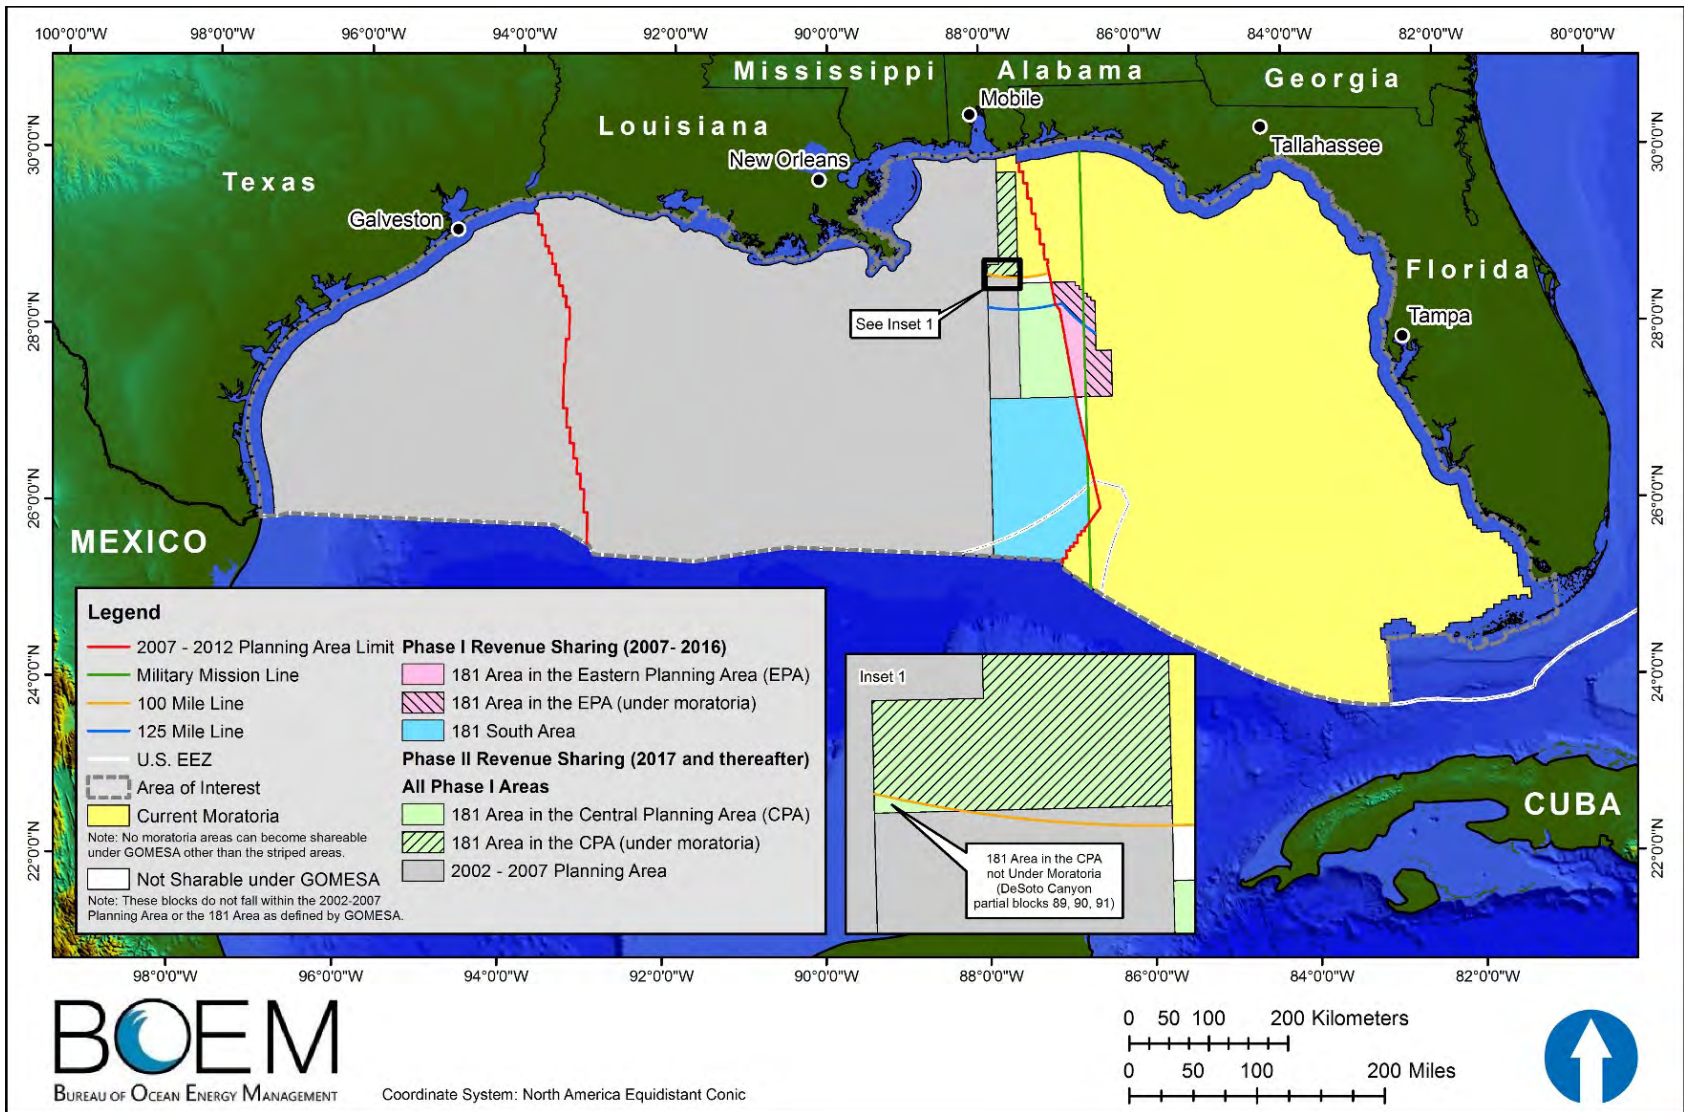 100°0'0"W
98°0'0"W
96°0'0"W
94°0'0"W
92°0'0"W
90°0'0"W
88°0'0"W
86°0'0"W
84°0'0"W
82°0'0"W
80°0'0"W
Mississippi
Alabama
Georgia
Mobile
Louisiana
Tallahassee
New Orleans
Texas
Galveston
Florida
Tampa
See Inset 1
MEXICO
CUBA
30°0'0"N
28°0'0"N
26°0'0"N
24°0'0"N
22°0'0"N
30°0'0"N
28°0'0"N
26°0'0"N
24°0'0"N
22°0'0"N
Legend
2007 - 2012 Planning Area Limit
Military Mission Line
100 Mile Line
125 Mile Line
U.S. EEZ
Area of Interest
Current Moratoria
Note: No moratoria areas can become shareable
under GOMESA other than the striped areas.
Not Sharable under GOMESA
Note: These blocks do not fall within the 2002-2007
Planning Area or the 181 Area as defined by GOMESA.
Phase I Revenue Sharing (2007- 2016)
181 Area in the Eastern Planning Area (EPA)
181 Area in the EPA (under moratoria)
181 South Area
Phase II Revenue Sharing (2017 and thereafter)
All Phase I Areas
181 Area in the Central Planning Area (CPA)
181 Area in the CPA (under moratoria)
2002 - 2007 Planning Area
Inset 1
181 Area in the CPA
not Under Moratoria
(DeSoto Canyon
partial blocks 89, 90, 91)
98°0'0"W
96°0'0"W
94°0'0"W
92°0'0"W
90°0'0"W
88°0'0"W
86°0'0"W
84°0'0"W
82°0'0"W
BOEM
BUREAU OF OCEAN ENERGY MANAGEMENT
Coordinate System: North America Equidistant Conic
0 50 100 200 Kilometers
0 50 100 200 Miles